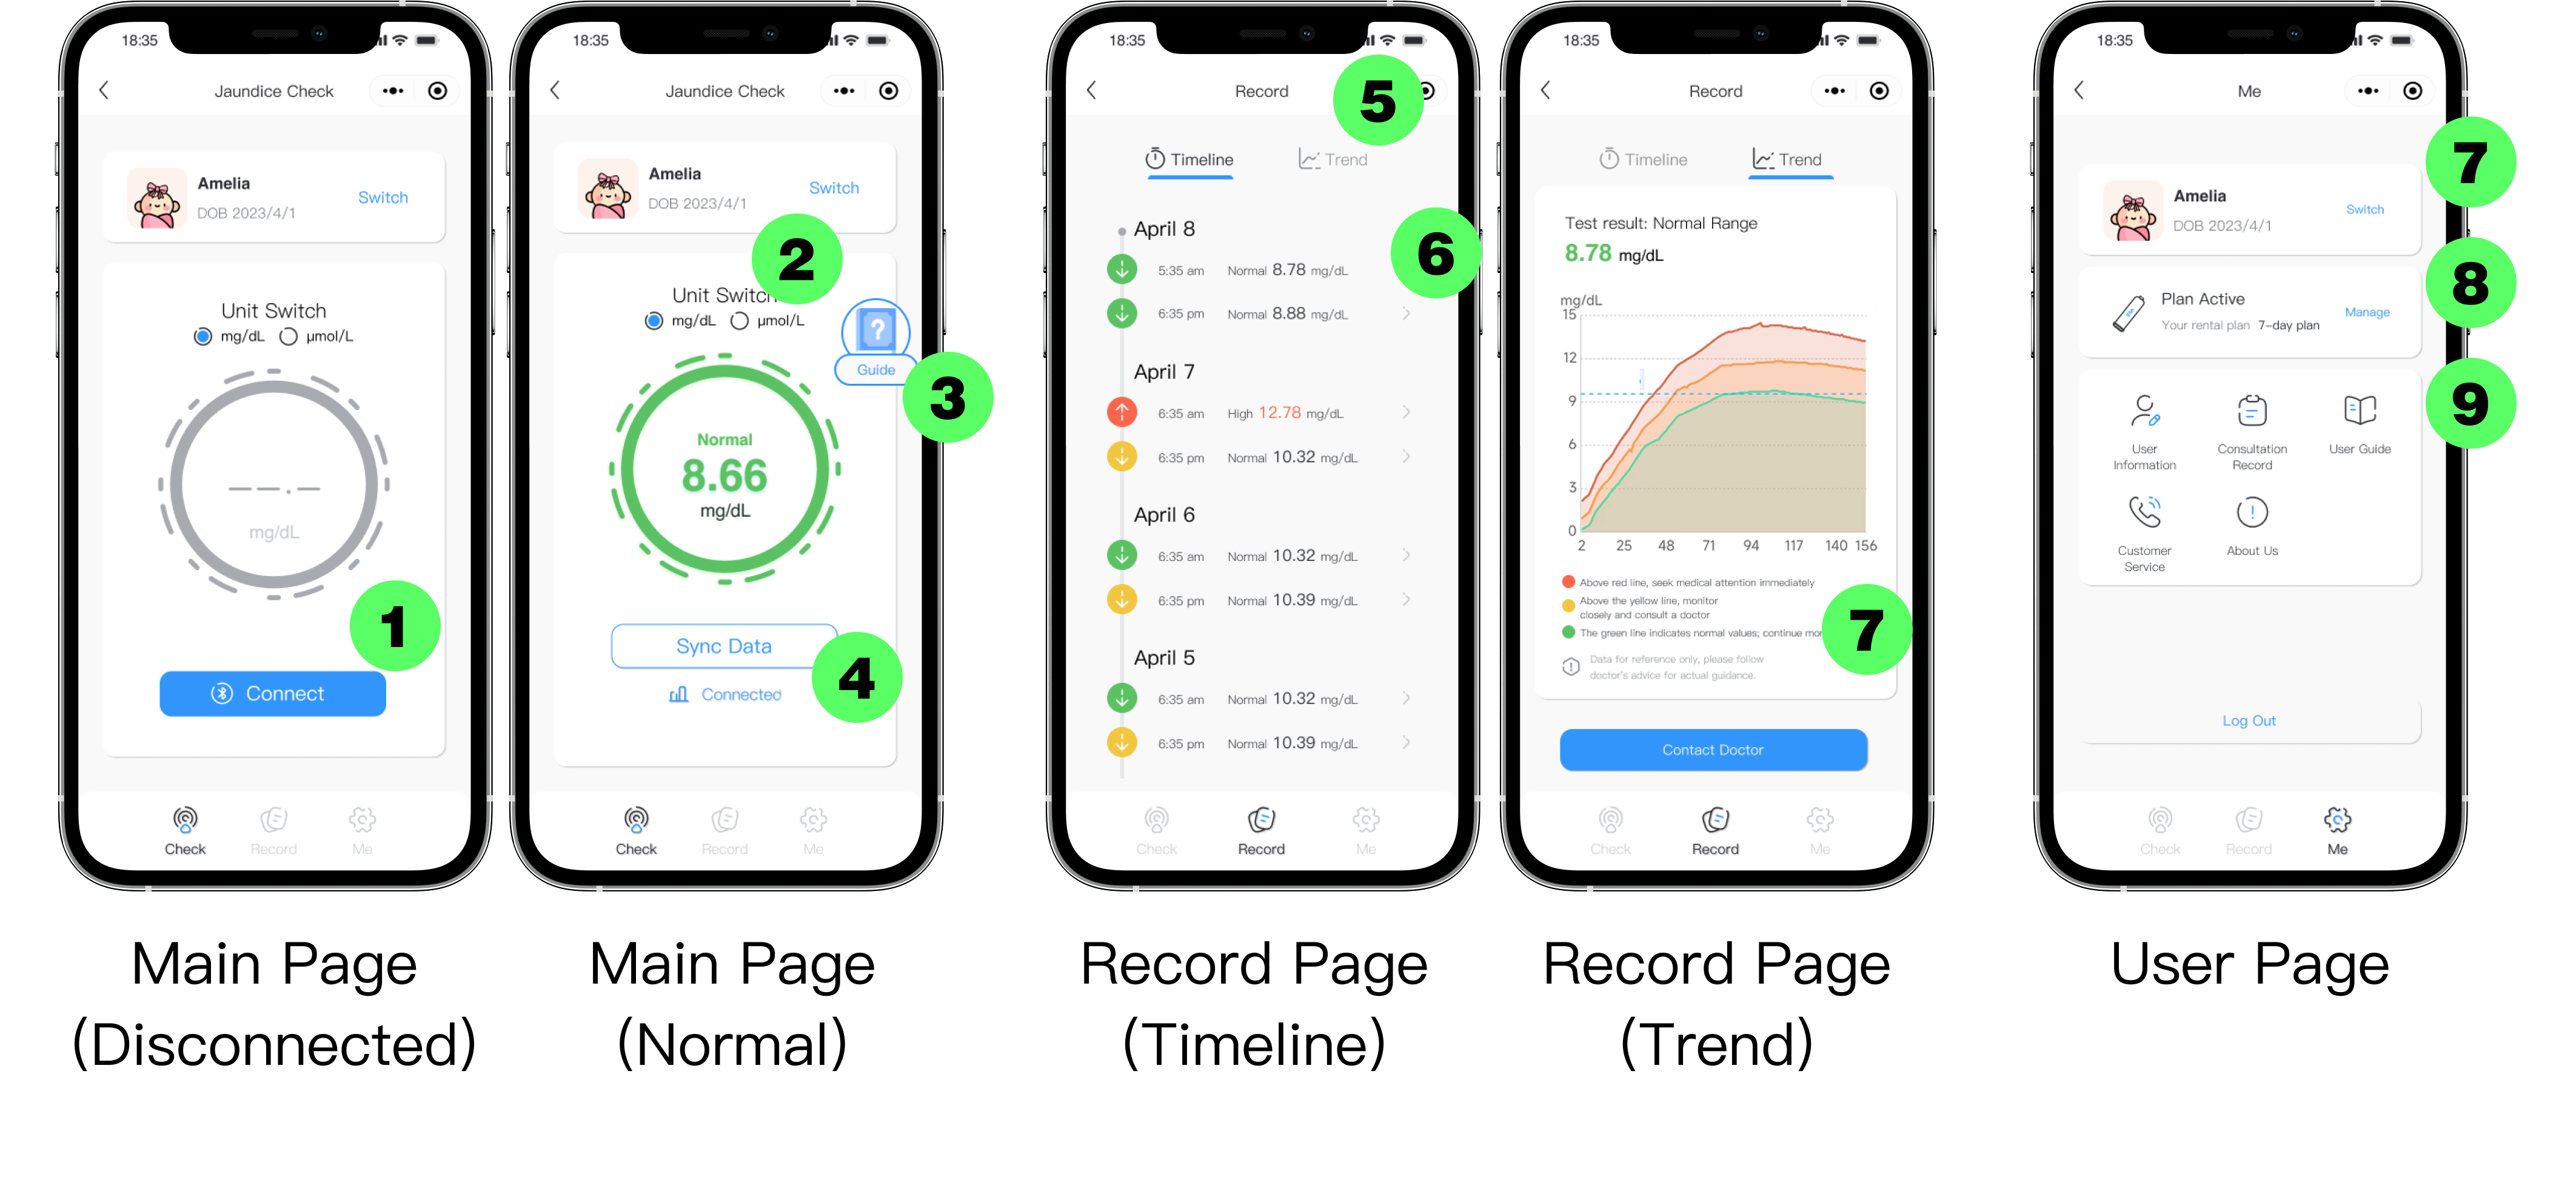 18:35
Jaundice Check
Amelia
DOB 2023/4/1
Switch
Unit Switch
mg/dL μmol/L
——.—
mg/dL
1
Connect
Check Record Me
Main Page
(Disconnected)
18:35
Jaundice Check
Amelia
DOB 2023/4/1
Switch
2
Unit Switch
mg/dL μmol/L
?
Guide
3
Normal
8.66
mg/dL
Sync Data
4
Connected
Check Record Me
Main Page
(Normal)
18:35
Record
5
Timeline Trend
April 8
6
5:35 am Normal 8.78 mg/dL
6:35 pm Normal 8.88 mg/dL
April 7
6:35 am High 12.78 mg/dL
6:35 pm Normal 10.32 mg/dL
April 6
6:35 am Normal 10.32 mg/dL
6:35 pm Normal 10.39 mg/dL
April 5
6:35 am Normal 10.32 mg/dL
6:35 pm Normal 10.39 mg/dL
Check Record Me
Record Page
(Timeline)
18:35
Record
Timeline Trend
Test result: Normal Range
8.78 mg/dL
mg/dL
15
12
9
6
3
0
2 25 48 71 94 117 140 156
Above red line, seek medical attention immediately
Above the yellow line, monitor
closely and consult a doctor
The green line indicates normal values; continue
7
Data for reference only, please follow
doctor's advice for actual guidance.
Contact Doctor
Check Record Me
Record Page
(Trend)
18:35
Me
7
Amelia
DOB 2023/4/1
Switch
8
Plan Active
Your rental plan 7-day plan
Manage
9
User
Information
Consultation
Record
User Guide
Customer
Service
About Us
Log Out
Check Record Me
User Page